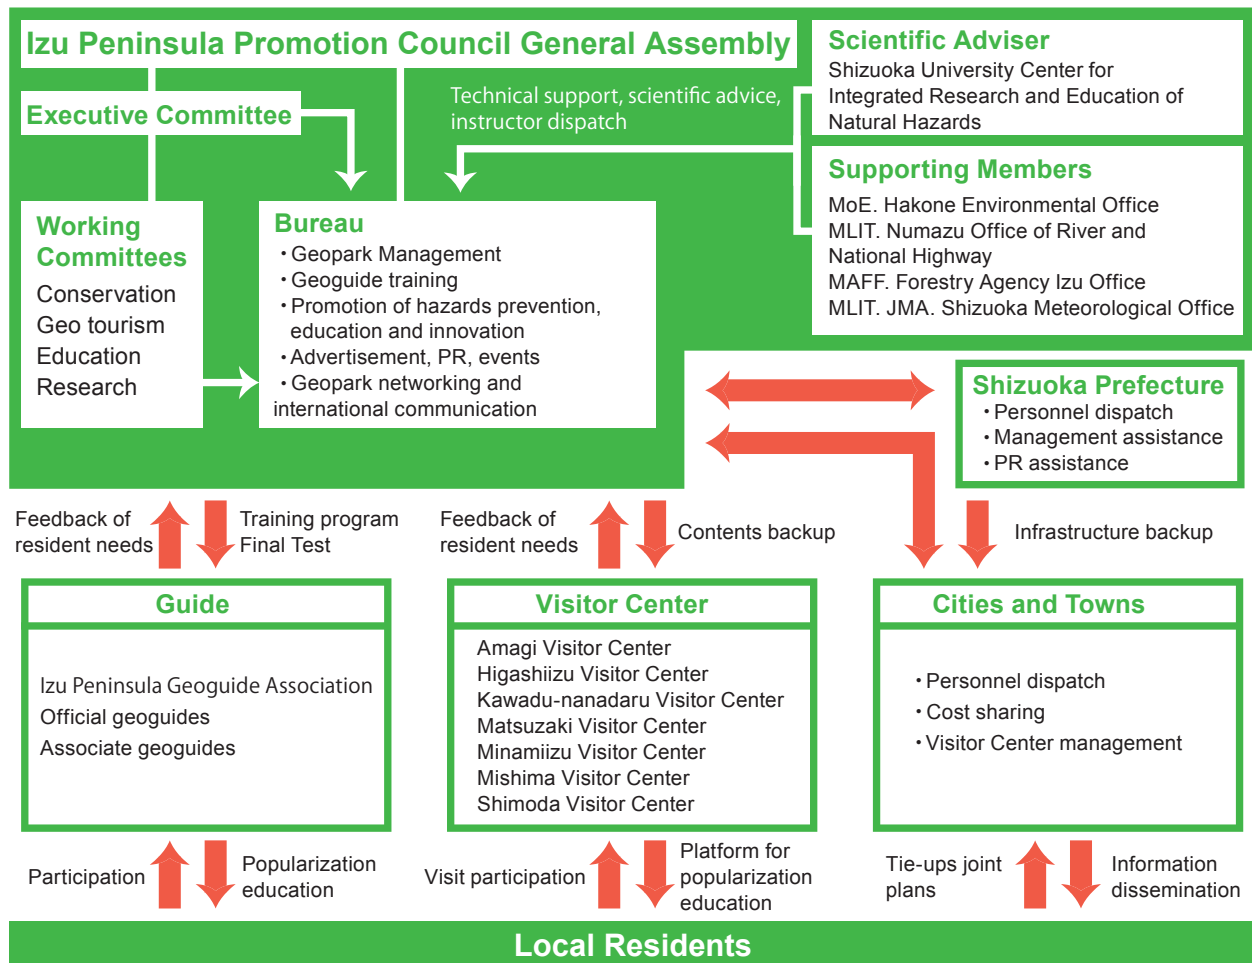 Izu Peninsula Promotion Council General Assembly
Executive Committee
Technical support, scientific advice,
instructor dispatch
Scientific Adviser
Shizuoka University Center for
Integrated Research and Education of
Natural Hazards
Supporting Members
MoE. Hakone Environmental Office
MLIT. Numazu Office of River and
National Highway
MAFF. Forestry Agency Izu Office
MLIT. JMA. Shizuoka Meteorological Office
Working
Committees
Conservation
Geo tourism
Education
Research
Bureau
・Geopark Management
・Geoguide training
・Promotion of hazards prevention,
education and innovation
・Advertisement, PR, events
・Geopark networking and
international communication
Shizuoka Prefecture
・Personnel dispatch
・Management assistance
・PR assistance
Feedback of
resident needs
Training program
Final Test
Feedback of
resident needs
Contents backup
Infrastructure backup
Guide
Izu Peninsula Geoguide Association
Official geoguides
Associate geoguides
Visitor Center
Amagi Visitor Center
Higashiizu Visitor Center
Kawadu-nanadaru Visitor Center
Matsuzaki Visitor Center
Minamiizu Visitor Center
Mishima Visitor Center
Shimoda Visitor Center
Cities and Towns
・Personnel dispatch
・Cost sharing
・Visitor Center management
Participation
Popularization
education
Visit participation
Platform for
popularization
education
Tie-ups joint
plans
Information
dissemination
Local Residents